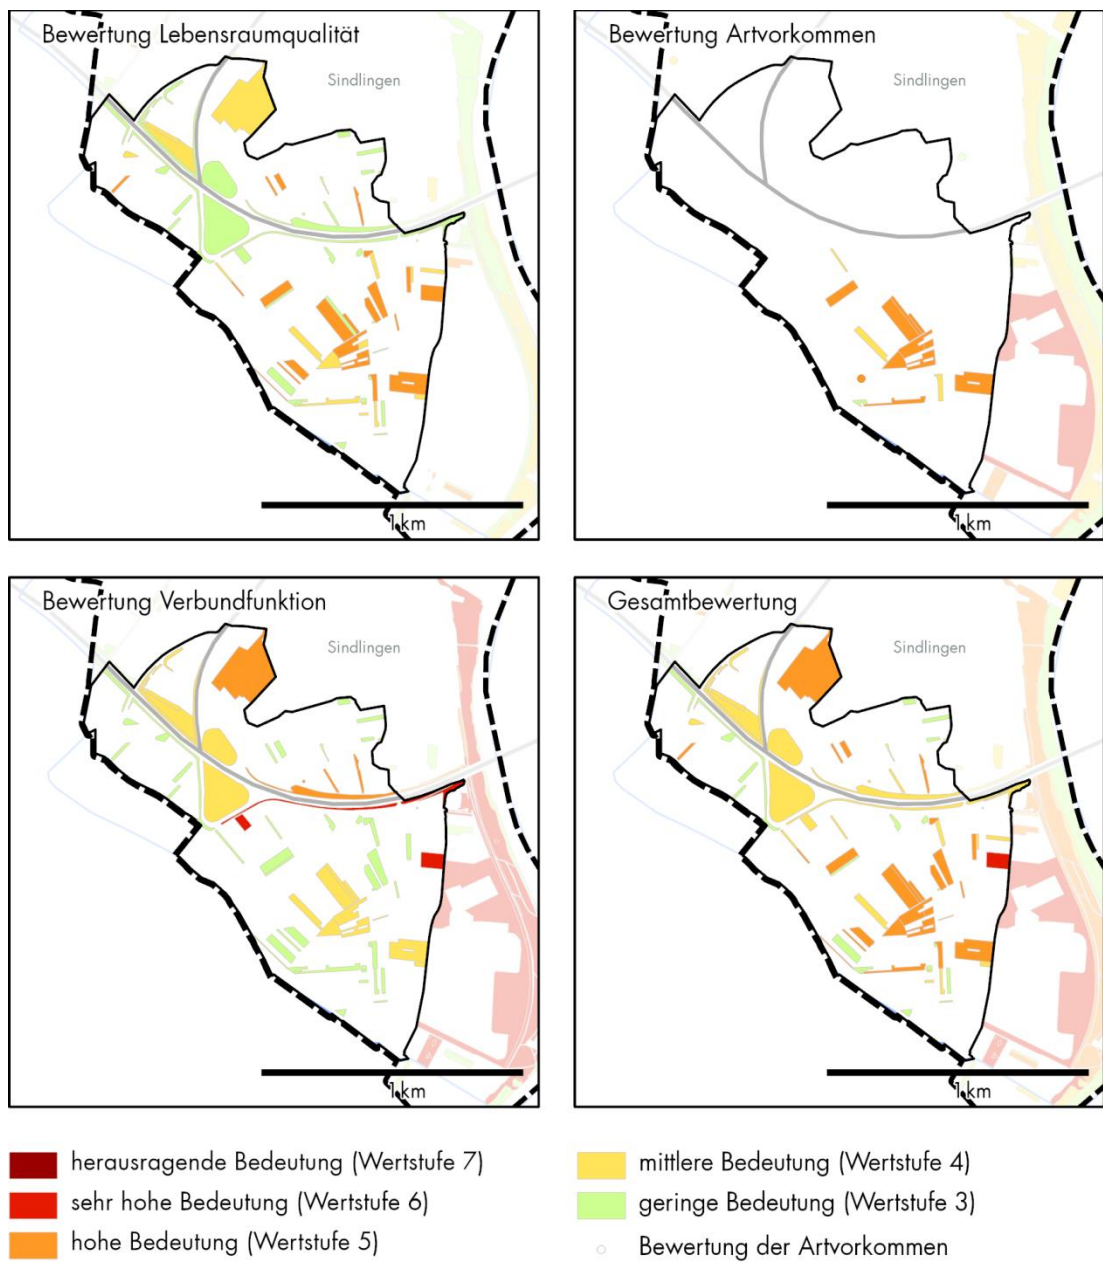 Bewertung Lebensraumqualität
Sindlingen
1 km
Bewertung Artvorkommen
Sindlingen
1 km
Bewertung Verbundfunktion
Sindlingen
1 km
Gesamtbewertung
Sindlingen
1 km
herausragende Bedeutung (Wertstufe 7)
sehr hohe Bedeutung (Wertstufe 6)
hohe Bedeutung (Wertstufe 5)
mittlere Bedeutung (Wertstufe 4)
geringe Bedeutung (Wertstufe 3)
Bewertung der Artvorkommen